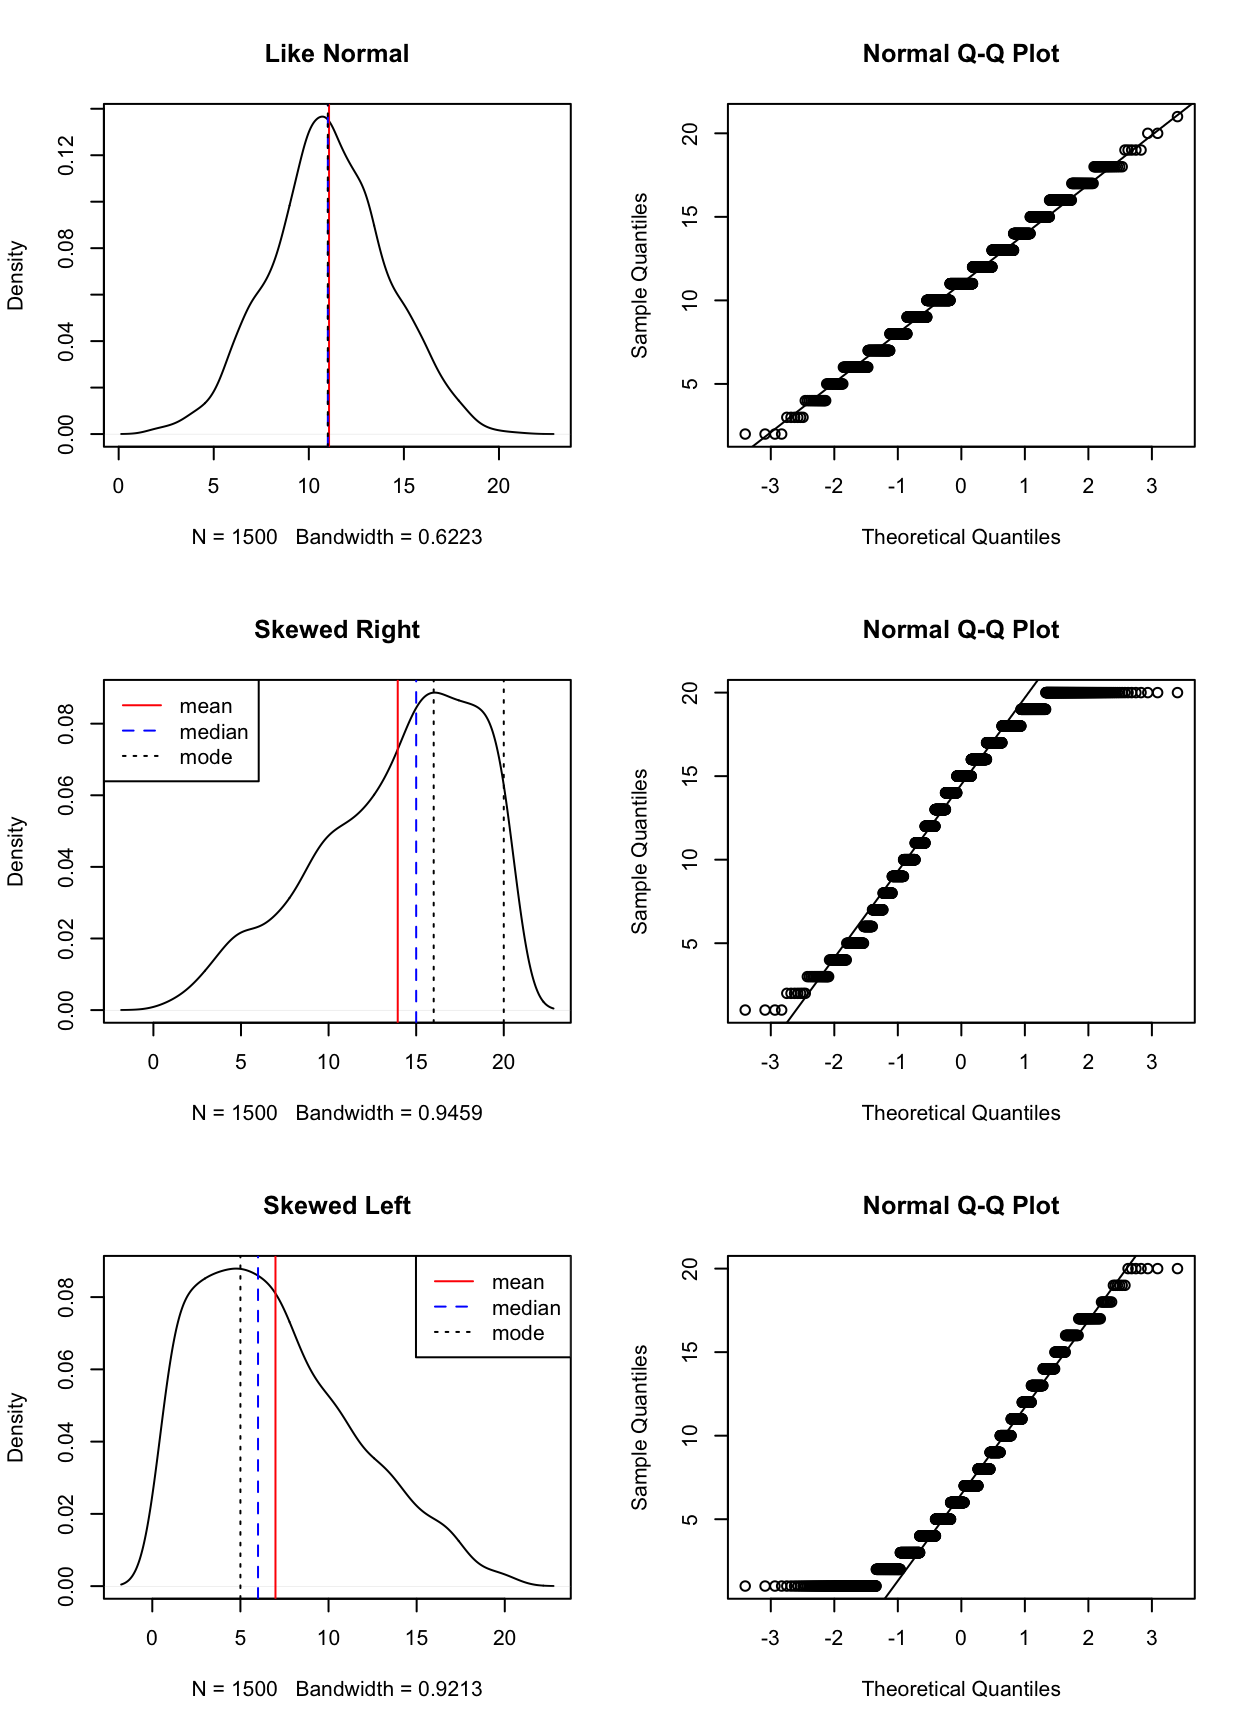 Like Normal
Density
0.00 0.04 0.08 0.12
0 5 10 15 20
N = 1500 Bandwidth = 0.6223
Normal Q-Q Plot
Sample Quantiles
5 10 15 20
-3 -2 -1 0 1 2 3
Theoretical Quantiles
Skewed Right
mean
median
mode
Density
0.00 0.02 0.04 0.06 0.08
0 5 10 15 20
N = 1500 Bandwidth = 0.9459
Normal Q-Q Plot
Sample Quantiles
5 10 15 20
-3 -2 -1 0 1 2 3
Theoretical Quantiles
Skewed Left
mean
median
mode
Density
0.00 0.02 0.04 0.06 0.08
0 5 10 15 20
N = 1500 Bandwidth = 0.9213
Normal Q-Q Plot
Sample Quantiles
5 10 15 20
-3 -2 -1 0 1 2 3
Theoretical Quantiles